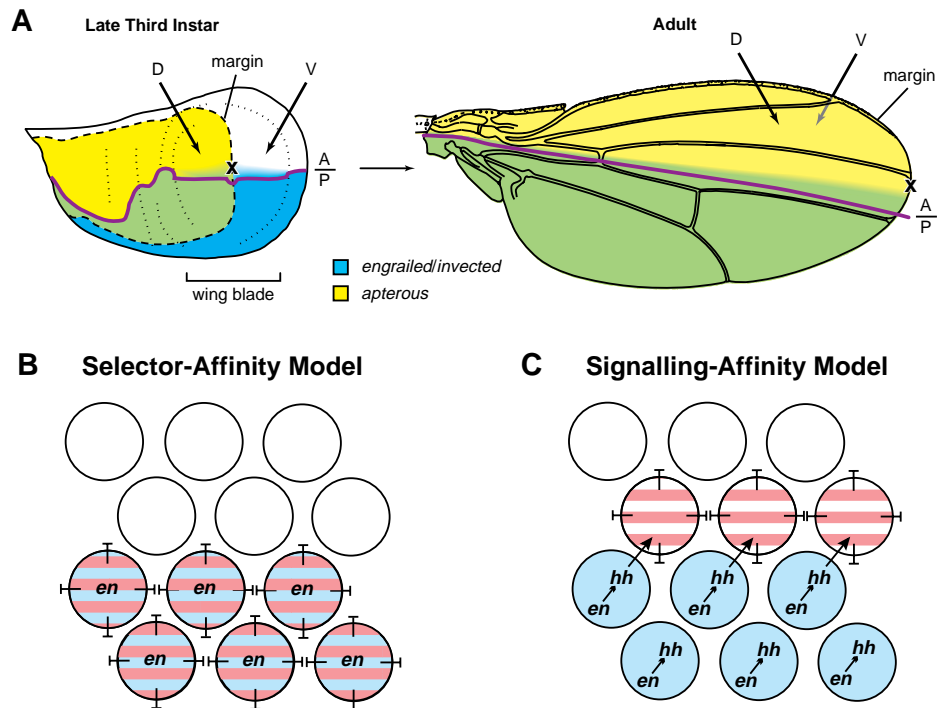 A
Late Third Instar
Adult
D
margin
V
D
V
margin
x
A
P
x
A
P
engrailed/invected
apterous
wing blade
B Selector-Affinity Model
C Signalling-Affinity Model
en en en
en en en
hh hh hh
en en en
hh hh hh
en en en